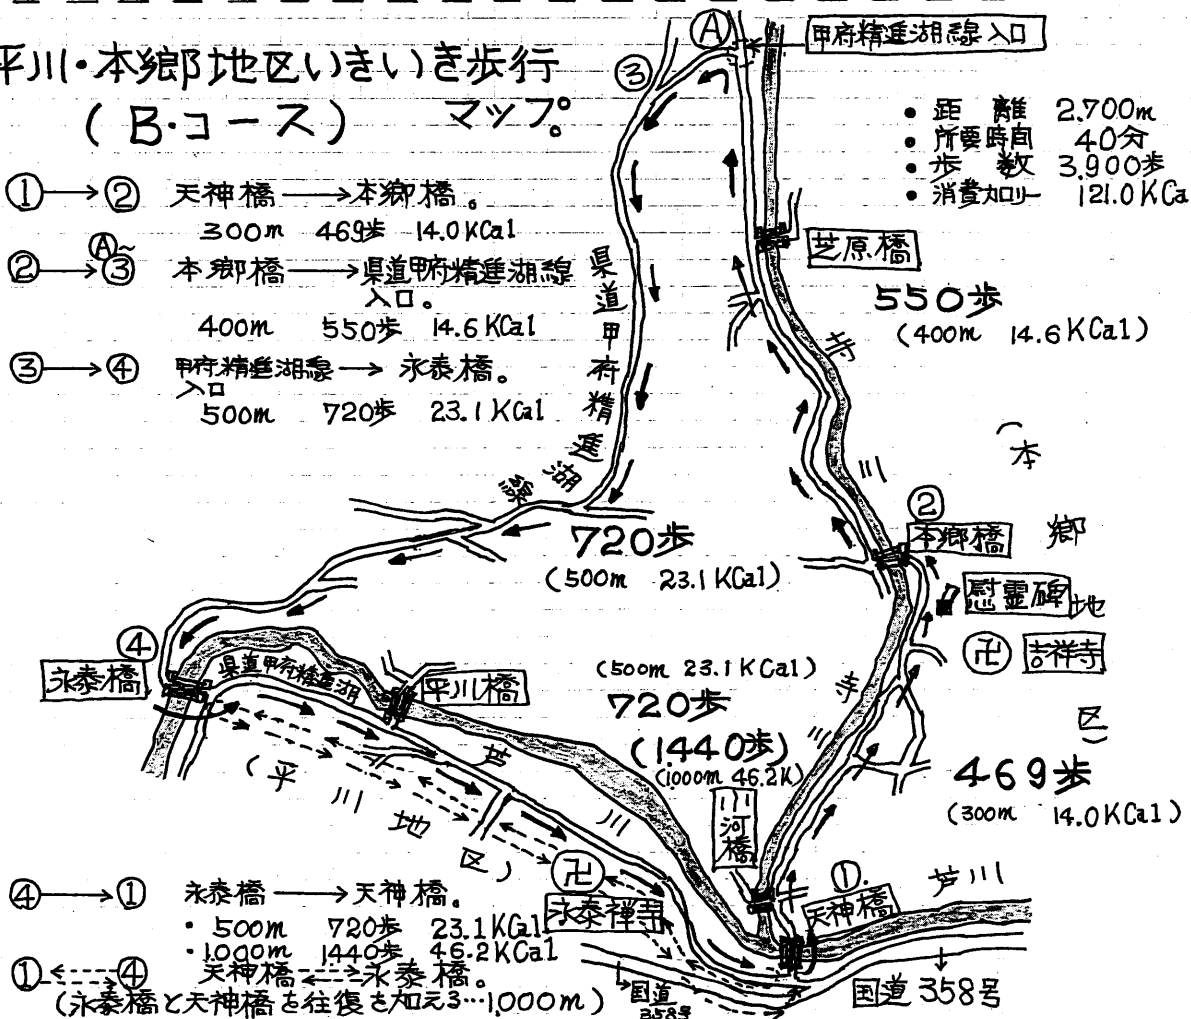 平川・本郷地区いきいき歩行
(B・コース) マップ。
Ⓐ
甲府精進湖線入口
③
• 距離 2.700m
• 所要時間 40分
• 歩数 3.900歩
• 消費カロリー 121.0KCa
①→② 天神橋→本郷橋。
300m 469歩 14.0KCal
Ⓐ~
②→③ 本郷橋→県道甲府精進湖線
入口。
400m 550歩 14.6KCal
③→④ 甲府精進湖線→永泰橋。
入口
500m 720歩 23.1KCal
県道甲府精進湖線
芝原橋
550歩
(400m 14.6KCal)
寺川
(本郷地区)
②
本郷橋
慰霊碑
卍 吉祥寺
720歩
(500m 23.1KCal)
④
永泰橋
県道甲府精進湖
平川橋
(500m 23.1KCal)
720歩
(1.440歩)
(1000m 46.2K)
寺川
芦川
(平川地区)
469歩
(300m 14.0KCal)
川河橋
①.
天神橋
芦川
卍
永泰禅寺
④→① 永泰橋→天神橋。
• 500m 720歩 23.1KCal
• 1.000m 1440歩 46.2KCal
①⇠⇢④ 天神橋⇠⇢永泰橋。
(永泰橋と天神橋を往復を加える…1,000m)
国道
358号
国道358号